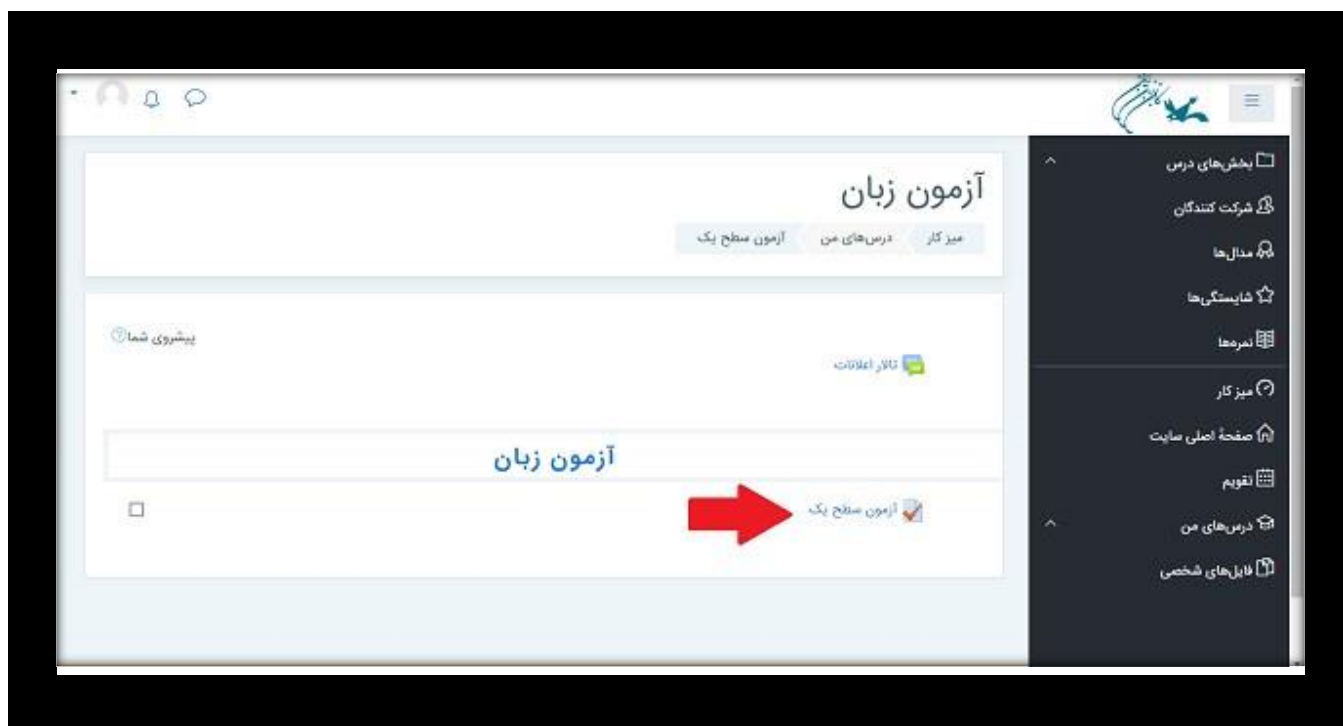 بخش‌های درس
شرکت کنندگان
مدال‌ها
شایستگی‌ها
نمره‌ها
میز کار
صفحهٔ اصلی سایت
تقویم
درس‌های من
فایل‌های شخصی
آزمون زبان
میز کار درس‌های من آزمون سطح یک
پیشروی شما
تالار اعلانات
آزمون زبان
آزمون سطح یک